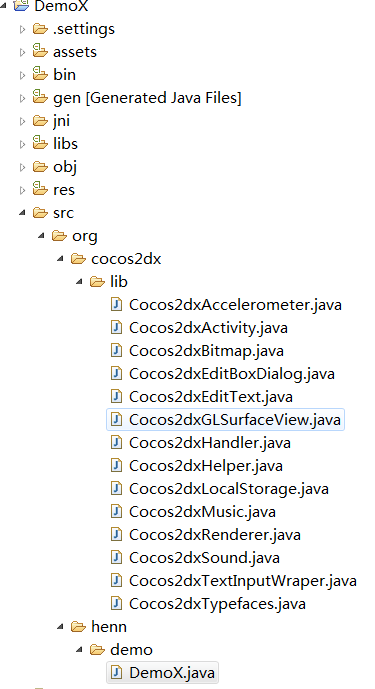 DemoX
.settings
assets
bin
gen [Generated Java Files]
jni
libs
obj
res
src
org
cocos2dx
lib
Cocos2dxAccelerometer.java
Cocos2dxActivity.java
Cocos2dxBitmap.java
Cocos2dxEditBoxDialog.java
Cocos2dxEditText.java
Cocos2dxGLSurfaceView.java
Cocos2dxHandler.java
Cocos2dxHelper.java
Cocos2dxLocalStorage.java
Cocos2dxMusic.java
Cocos2dxRenderer.java
Cocos2dxSound.java
Cocos2dxTextInputWraper.java
Cocos2dxTypefaces.java
henn
demo
DemoX.java